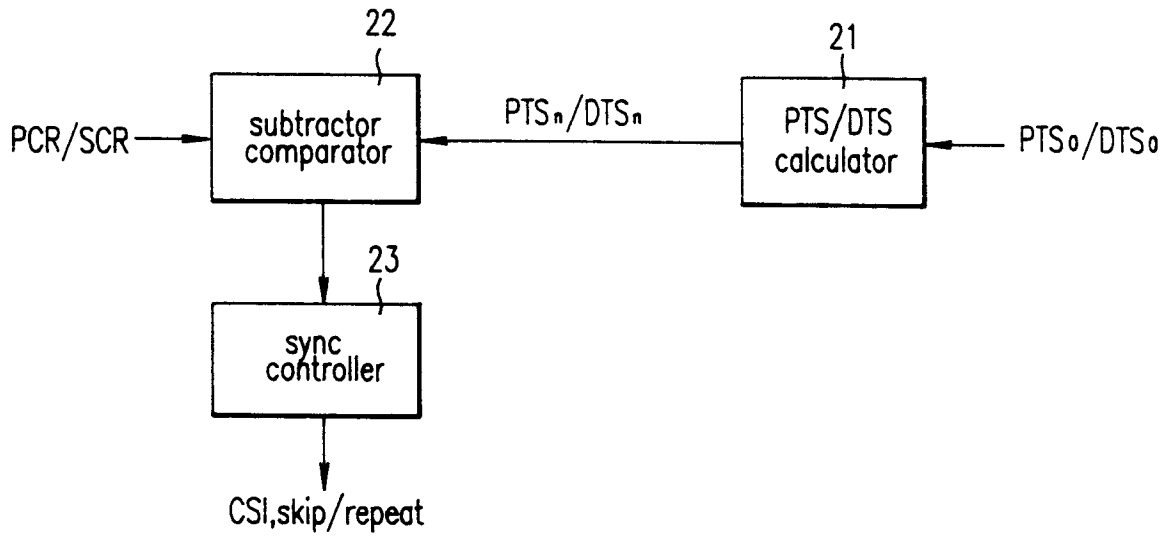 22
21
subtractor
comparator
PCR/SCR
PTSn/DTSn
PTS/DTS
calculator
PTSo/DTSo
23
sync
controller
CSI,skip/repeat